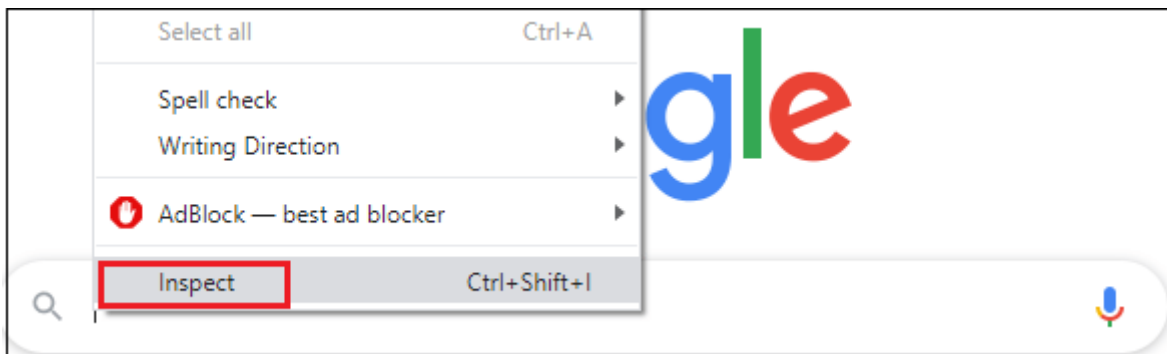 Select all Ctrl+A
Spell check
Writing Direction
AdBlock — best ad blocker
Inspect Ctrl+Shift+I
gle